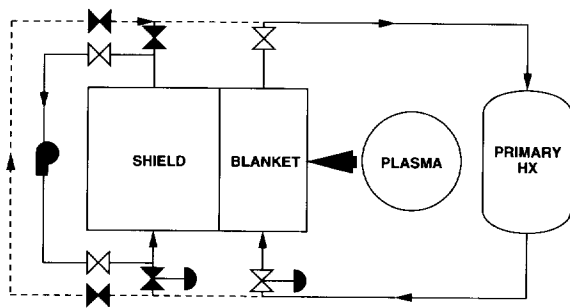 SHIELD
BLANKET
PLASMA
PRIMARY
HX